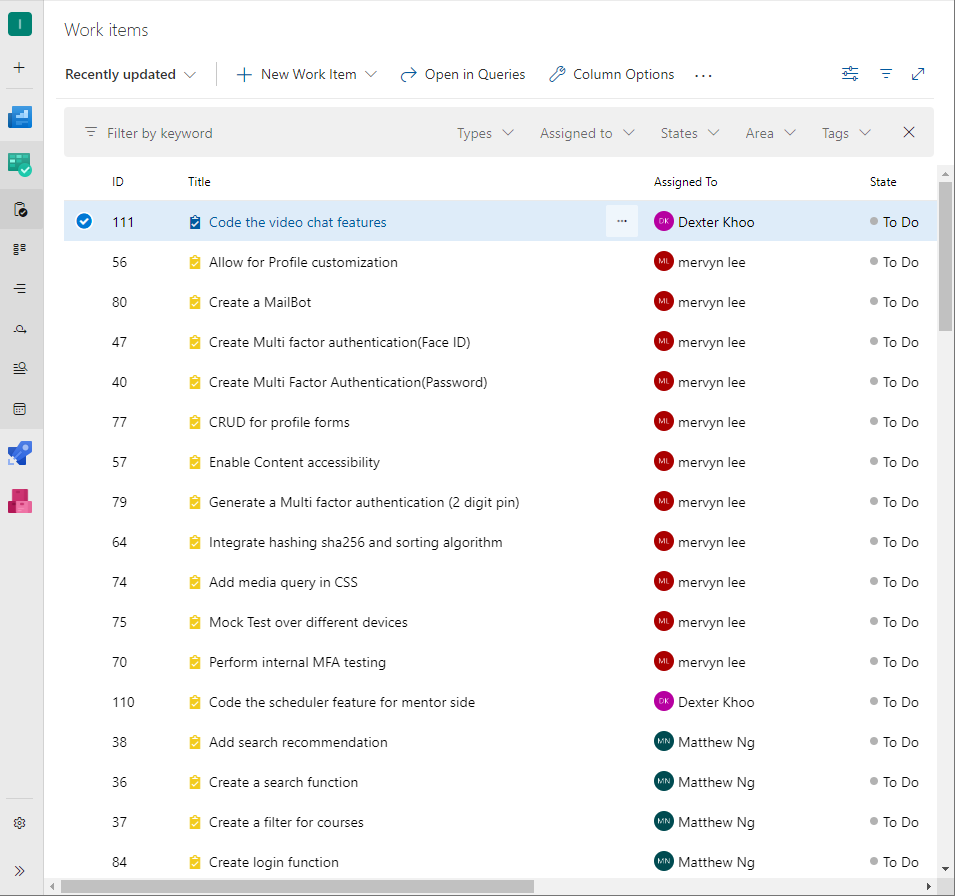 I
Work items
Recently updated New Work Item Open in Queries Column Options ...
Filter by keyword Types Assigned to States Area Tags
ID Title Assigned To State
111 Code the video chat features ... DK Dexter Khoo To Do
56 Allow for Profile customization ML mervyn lee To Do
80 Create a MailBot ML mervyn lee To Do
47 Create Multi factor authentication(Face ID) ML mervyn lee To Do
40 Create Multi Factor Authentication(Password) ML mervyn lee To Do
77 CRUD for profile forms ML mervyn lee To Do
57 Enable Content accessibility ML mervyn lee To Do
79 Generate a Multi factor authentication (2 digit pin) ML mervyn lee To Do
64 Integrate hashing sha256 and sorting algorithm ML mervyn lee To Do
74 Add media query in CSS ML mervyn lee To Do
75 Mock Test over different devices ML mervyn lee To Do
70 Perform internal MFA testing ML mervyn lee To Do
110 Code the scheduler feature for mentor side DK Dexter Khoo To Do
38 Add search recommendation MN Matthew Ng To Do
36 Create a search function MN Matthew Ng To Do
37 Create a filter for courses MN Matthew Ng To Do
84 Create login function MN Matthew Ng To Do